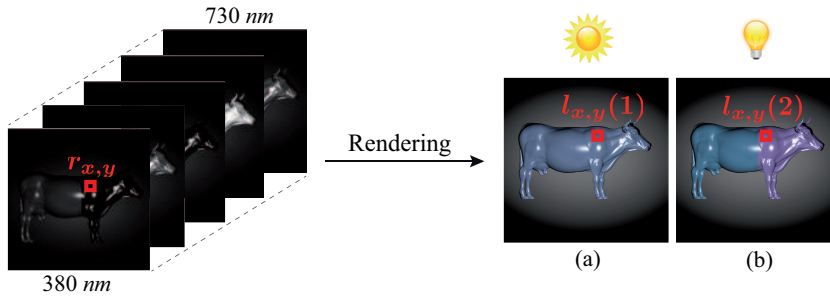 730 nm
r_{x,y}
380 nm
Rendering
l_{x,y}(1)
l_{x,y}(2)
(a)
(b)